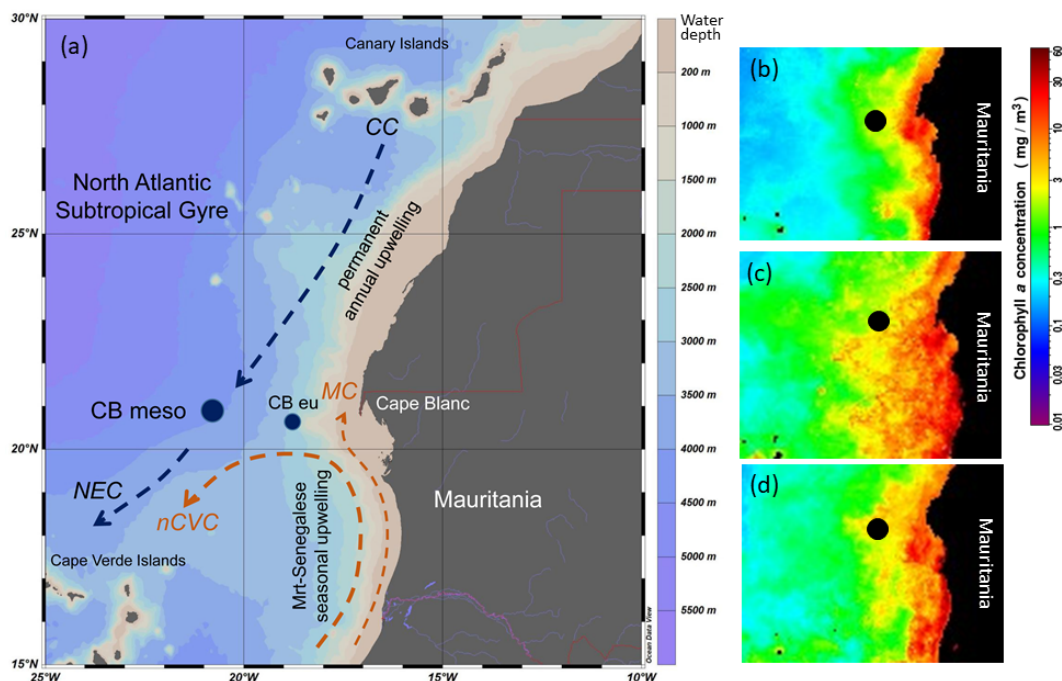 (a)
30°N
25°N
20°N
15°N
25°W
20°W
15°W
10°W
Canary Islands
CC
North Atlantic
Subtropical Gyre
permanent
annual upwelling
CB meso
CB eu
MC
Cape Blanc
NEC
nCVC
Mauritania
Mrt-Senegalese
seasonal upwelling
Cape Verde Islands
Ocean Data View
Water
depth
200 m
1000 m
1500 m
2000 m
2500 m
3000 m
3500 m
4000 m
4500 m
5000 m
5500 m
(b)
Mauritania
(c)
Mauritania
(d)
Mauritania
Chlorophyll a concentration ( mg / m³ )
60
30
10
3
1
0.3
0.1
0.03
0.01